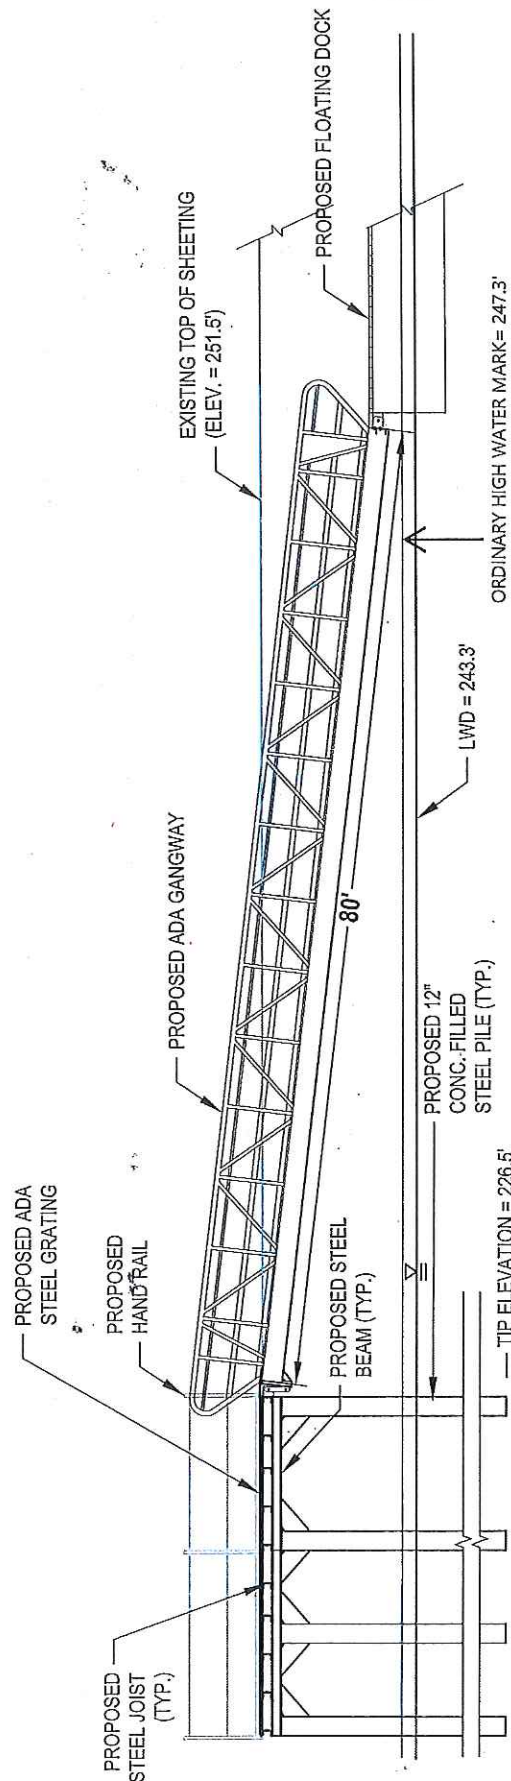 PROPOSED
STEEL JOIST
(TYP.)
PROPOSED ADA
STEEL GRATING
PROPOSED
HAND RAIL
PROPOSED ADA GANGWAY
EXISTING TOP OF SHEETING
(ELEV. = 251.5')
PROPOSED FLOATING DOCK
80'
PROPOSED STEEL
BEAM (TYP.)
PROPOSED 12"
CONC.-FILLED
STEEL PILE (TYP.)
LWD = 243.3'
ORDINARY HIGH WATER MARK= 247.3'
TIP ELEVATION = 226.5'